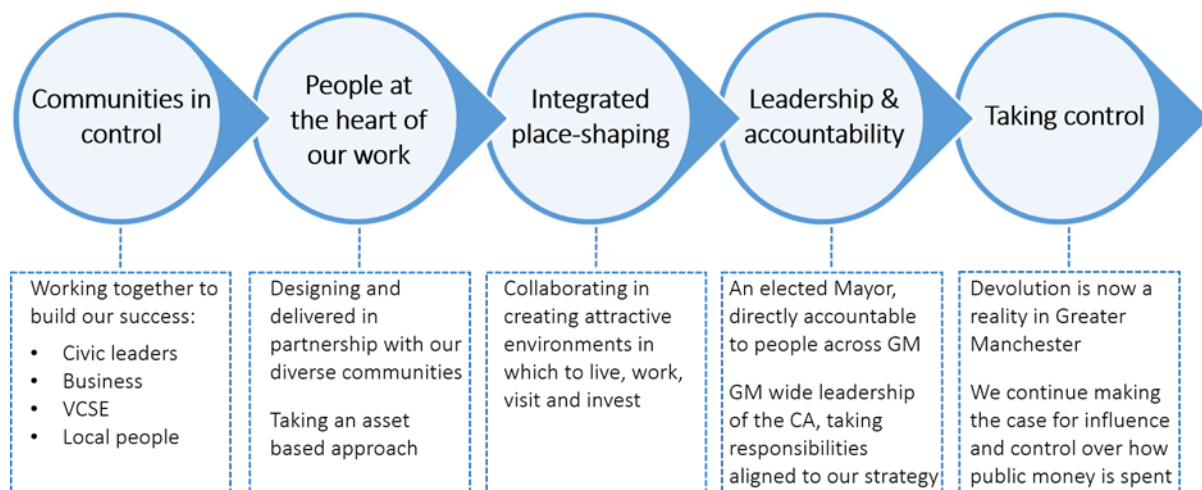 Communities in
control
People at
the heart of
our work
Integrated
place-shaping
Leadership &
accountability
Taking control
Working together to
build our success:
• Civic leaders
• Business
• VCSE
• Local people
Designing and
delivered in
partnership with our
diverse communities
Taking an asset
based approach
Collaborating in
creating attractive
environments in
which to live, work,
visit and invest
An elected Mayor,
directly accountable
to people across GM
GM wide leadership
of the CA, taking
responsibilities
aligned to our strategy
Devolution is now a
reality in Greater
Manchester
We continue making
the case for influence
and control over how
public money is spent